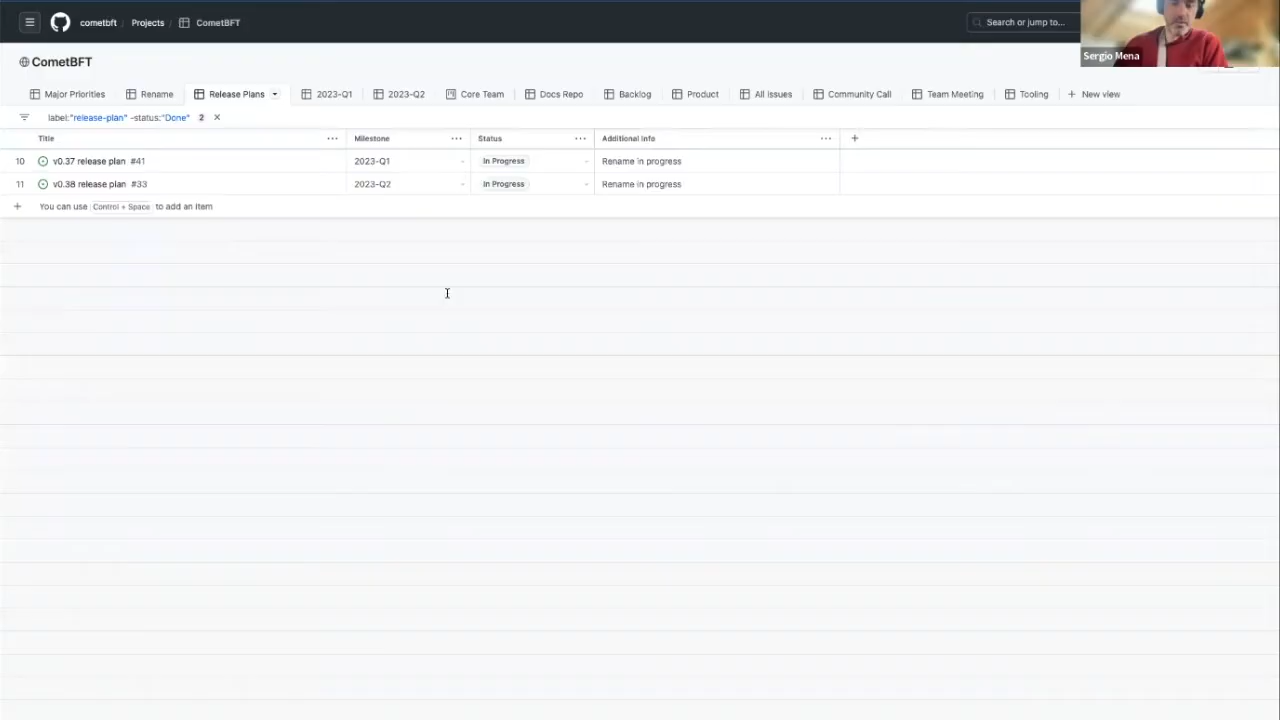 cometbft Projects / CometBFT Search or jump to...
Sergio Mena
CometBFT
Major Priorities Rename Release Plans 2023-Q1 2023-Q2 Core Team Docs Repo Backlog Product All issues Community Call Team Meeting Tooling + New view
label:"release-plan" -status:"Done" 2 ×
Title ... Milestone ... Status ... Additional Info ... +
10 v0.37 release plan #41 2023-Q1 In Progress Rename in progress
11 v0.38 release plan #33 2023-Q2 In Progress Rename in progress
+ You can use Control + Space to add an item